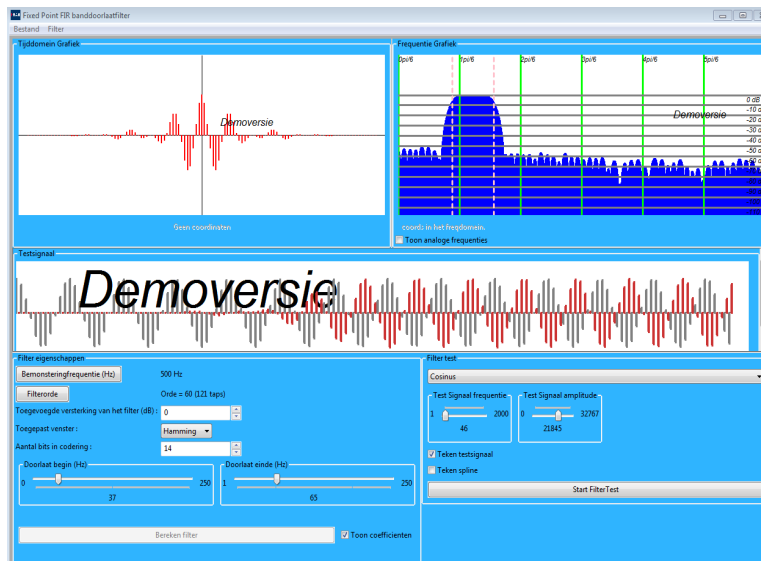 Fixed Point FIR banddoorlaatfilter
Bestand Filter
Tijddomein Grafiek
Demoversie
Geen coordinaten
Frequentie Grafiek
0pi/6 1pi/6 2pi/6 3pi/6 4pi/6 5pi/6
0 dB
-10 d
Demoversie
-20 d
-30 d
-40 d
-50 d
coords in het freqdomein.
Toon analoge frequenties
Testsignaal
Demoversie
Filter eigenschappen
Bemonsteringfrequentie (Hz) 500 Hz
Filterorde Orde = 60 (121 taps)
Toegevoegde versterking van het filter (dB) : 0
Toegepast venster : Hamming
Aantal bits in codering : 14
Doorlaat begin (Hz)
0 250
37
Doorlaat einde (Hz)
1 250
65
Bereken filter
Toon coefficienten
Filter test
Cosinus
Test Signaal frequentie
1 2000
46
Test Signaal amplitude
0 32767
21845
Teken testsignaal
Teken spline
Start FilterTest